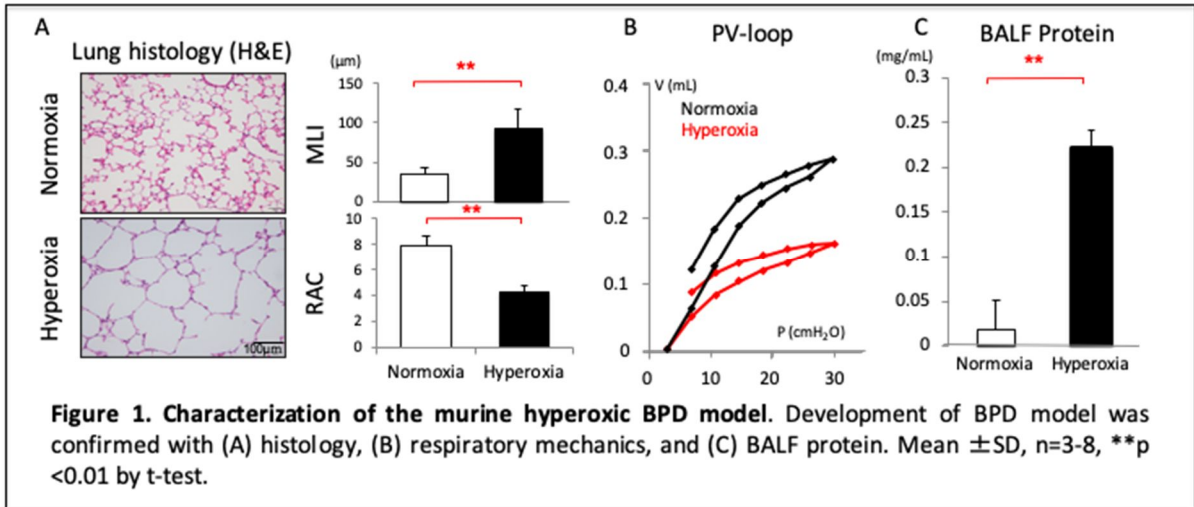 A
Lung histology (H&E)
Normoxia
Hyperoxia
100μm
(μm)
150
100
50
0
MLI
**
10
8
6
4
2
0
RAC
**
Normoxia Hyperoxia
B
PV-loop
V (mL)
0.4
0.3
0.2
0.1
0
Normoxia
Hyperoxia
P (cmH₂O)
0 10 20 30
C
BALF Protein
(mg/mL)
**
0.3
0.25
0.2
0.15
0.1
0.05
0
Normoxia Hyperoxia
Figure 1. Characterization of the murine hyperoxic BPD model. Development of BPD model was
confirmed with (A) histology, (B) respiratory mechanics, and (C) BALF protein. Mean ±SD, n=3-8, **p
<0.01 by t-test.